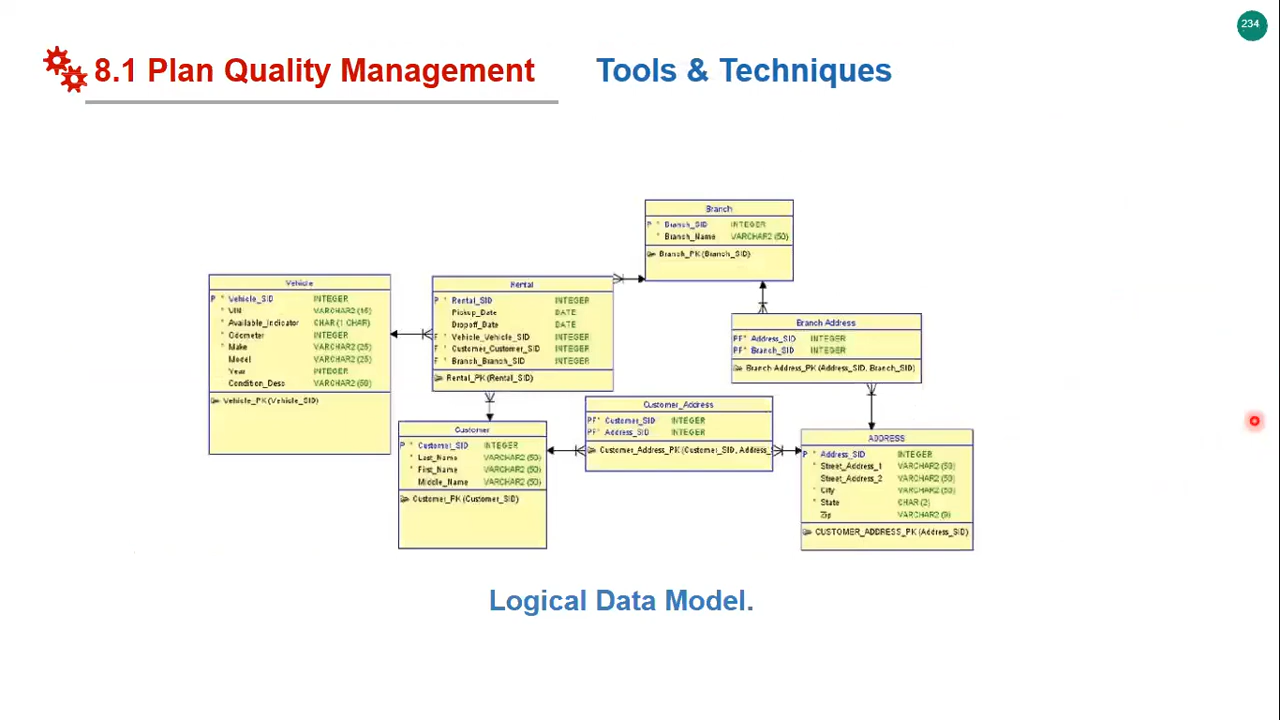 234
8.1 Plan Quality Management Tools & Techniques
Branch
P * Branch_SID INTEGER
* Branch_Name VARCHAR2 (50)
Branch_PK (Branch_SID)
Vehicle
P * Vehicle_SID INTEGER
* VIN VARCHAR2 (16)
* Available_Indicator CHAR (1 CHAR)
* Odometer INTEGER
* Make VARCHAR2 (25)
Model VARCHAR2 (25)
Year INTEGER
Condition_Desc VARCHAR2 (50)
Vehicle_PK (Vehicle_SID)
Rental
P * Rental_SID INTEGER
Pickup_Date DATE
Dropoff_Date DATE
F * Vehicle_Vehicle_SID INTEGER
F * Customer_Customer_SID INTEGER
F * Branch_Branch_SID INTEGER
Rental_PK (Rental_SID)
Branch Address
PF* Address_SID INTEGER
PF* Branch_SID INTEGER
Branch Address_PK (Address_SID, Branch_SID)
Customer_Address
PF* Customer_SID INTEGER
PF* Address_SID INTEGER
Customer_Address_PK (Customer_SID, Address_S
Customer
P * Customer_SID INTEGER
* Last_Name VARCHAR2 (50)
* First_Name VARCHAR2 (50)
Middle_Name VARCHAR2 (50)
Customer_PK (Customer_SID)
ADDRESS
P * Address_SID INTEGER
* Street_Address_1 VARCHAR2 (50)
Street_Address_2 VARCHAR2 (50)
* City VARCHAR2 (50)
* State CHAR (2)
Zip VARCHAR2 (9)
CUSTOMER_ADDRESS_PK (Address_SID)
Logical Data Model.